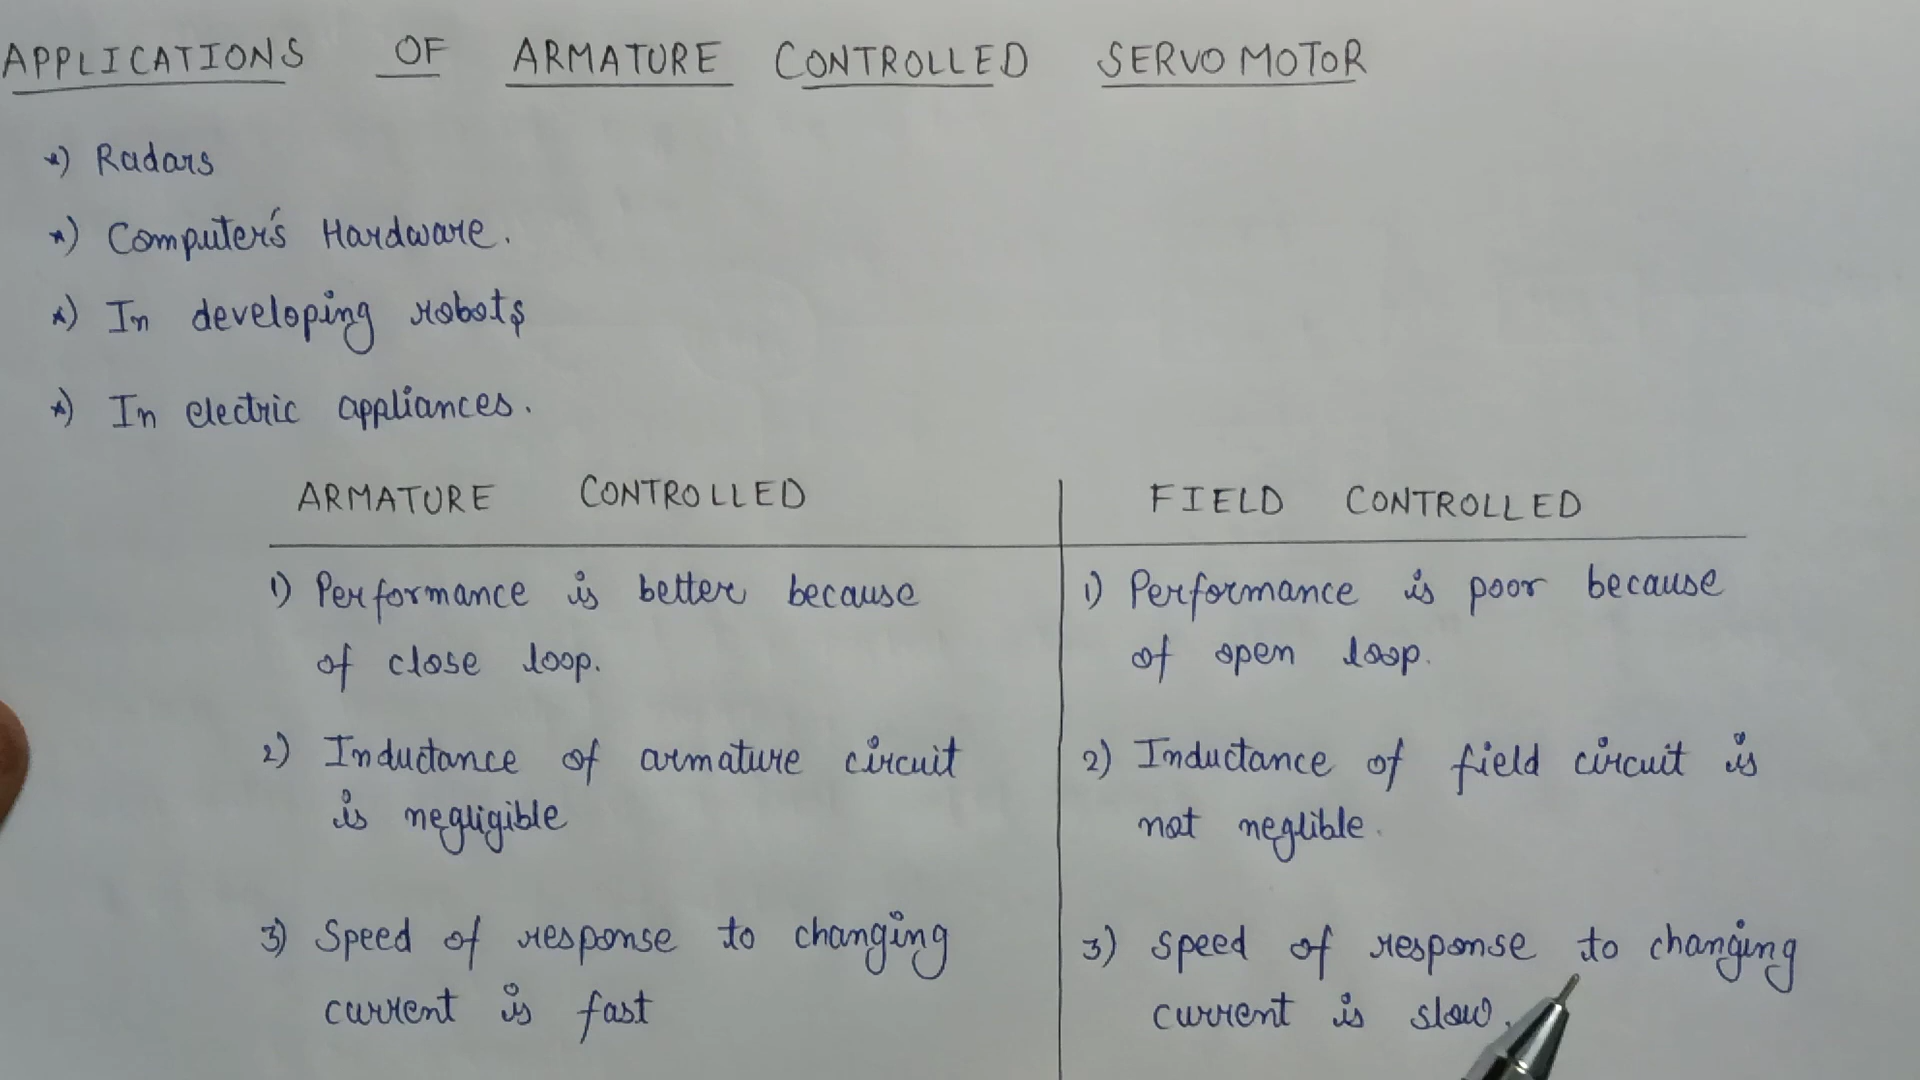 APPLICATIONS OF ARMATURE CONTROLLED SERVO MOTOR
*) Radars
*) Computer's Hardware.
*) In developing robots
*) In electric appliances.
ARMATURE CONTROLLED
1) Performance is better because
of close loop.
2) Inductance of armature circuit
is negligible
3) Speed of response to changing
current is fast
FIELD CONTROLLED
1) Performance is poor because
of open loop.
2) Inductance of field circuit is
not neglible.
3) Speed of response to changing
current is slow.